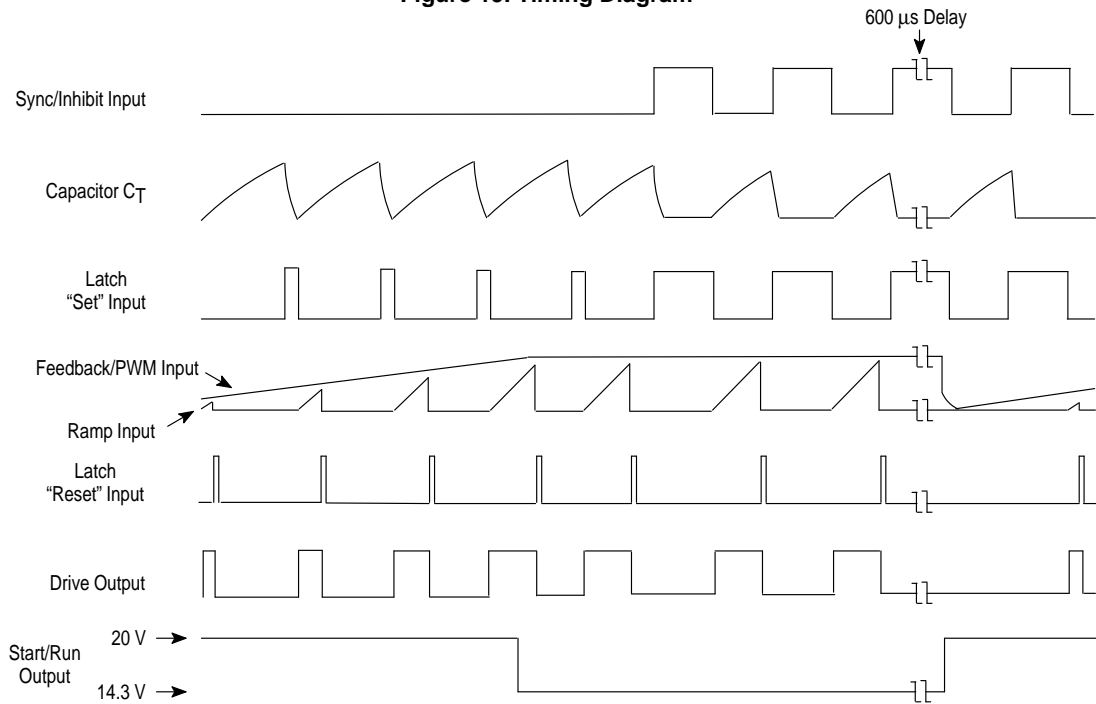 Figure 18. Timing Diagram
600 µs Delay
Sync/Inhibit Input
Capacitor CT
Latch
“Set” Input
Feedback/PWM Input
Ramp Input
Latch
“Reset” Input
Drive Output
20 V
Start/Run
Output
14.3 V